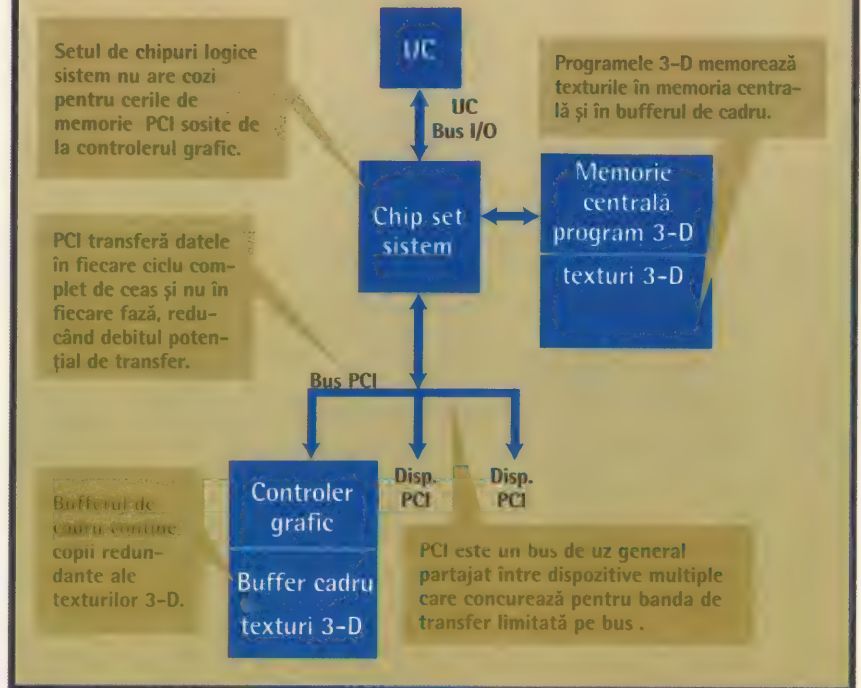 UC
Setul de chipuri logice
sistem nu are cozi
pentru cerile de
memorie PCI sosite de
la controlerul grafic.
Programele 3-D memorează
texturile în memoria centra-
lă și în bufferul de cadru.
UC
Bus I/O
Chip set
sistem
Memorie
centrală
program 3-D
texturi 3-D
PCI transferă datele
în fiecare ciclu com-
plet de ceas și nu în
fiecare fază, redu-
când debitul poten-
țial de transfer.
Bus PCI
Disp.
PCI
Disp.
PCI
Controler
grafic
Buffer cadru
texturi 3-D
Bufferul de
cadru conține
copii redun-
dante ale
texturilor 3-D.
PCI este un bus de uz general
partajat între dispozitive multiple
care concurează pentru banda de
transfer limitată pe bus .